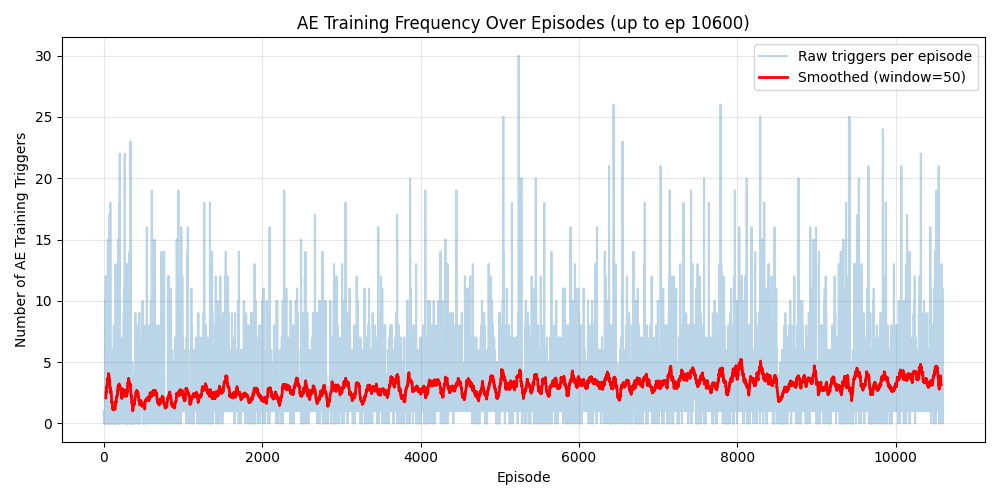 AE Training Frequency Over Episodes (up to ep 10600)
Raw triggers per episode
Smoothed (window=50)
Number of AE Training Triggers
30
25
20
15
10
5
0
0 2000 4000 6000 8000 10000
Episode